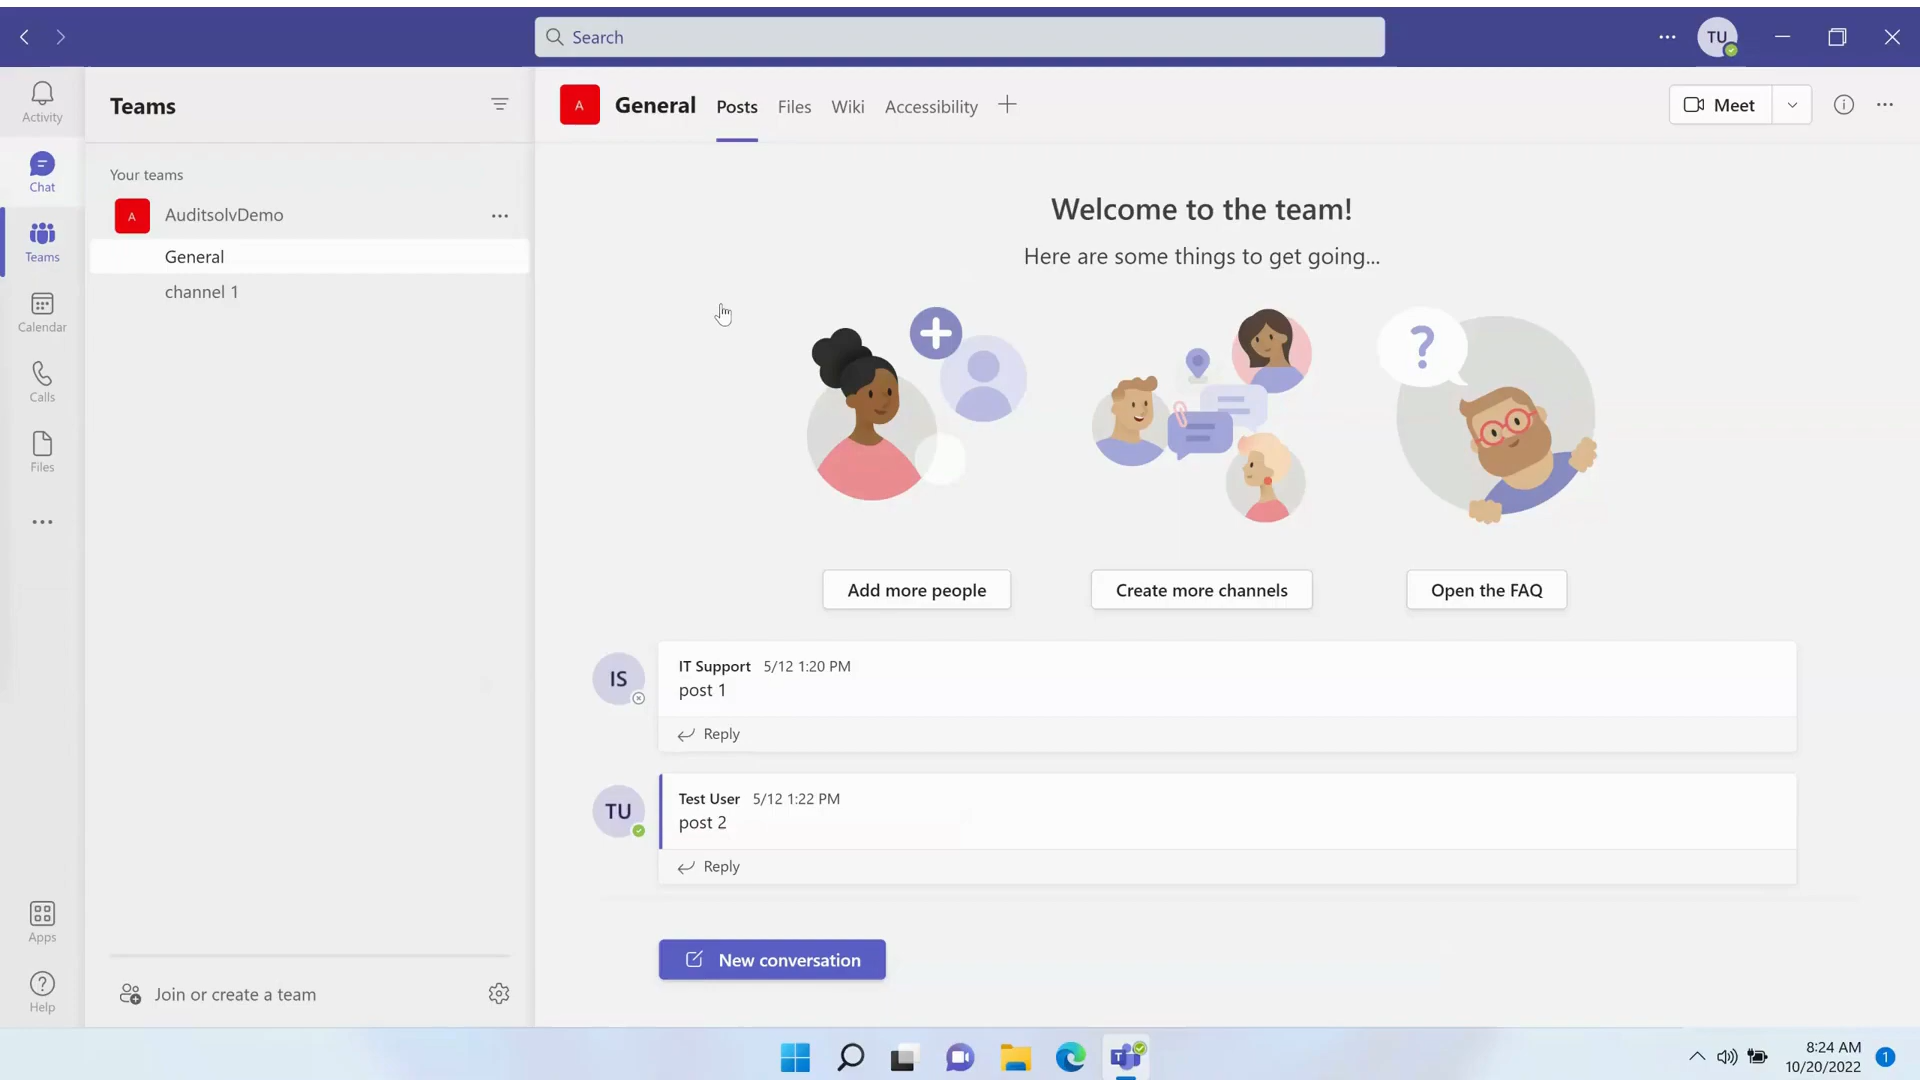 Search
TU
Activity
Chat
Teams
Calendar
Calls
Files
Apps
Help
Teams
Your teams
A AuditsolvDemo
General
channel 1
Join or create a team
A General Posts Files Wiki Accessibility
Meet
Welcome to the team!
Here are some things to get going...
?
Add more people Create more channels Open the FAQ
IS IT Support 5/12 1:20 PM
post 1
Reply
TU Test User 5/12 1:22 PM
post 2
Reply
New conversation
T
8:24 AM
10/20/2022
1